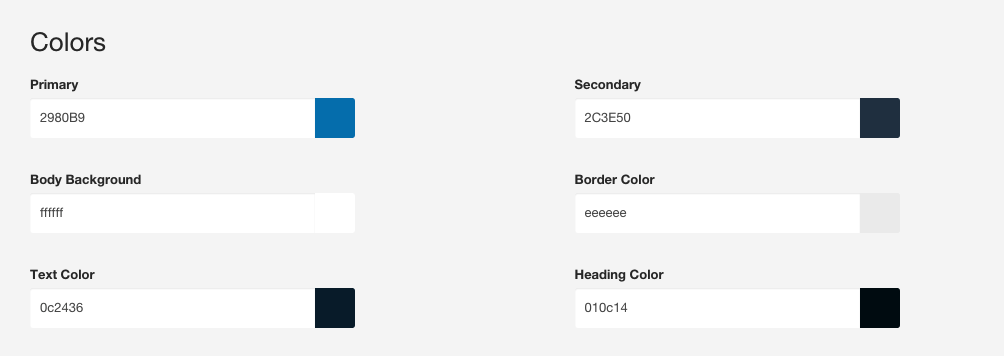 Colors
Primary
Secondary
2980B9
2C3E50
Body Background
Border Color
ffffff
eeeeee
Text Color
Heading Color
0c2436
010c14